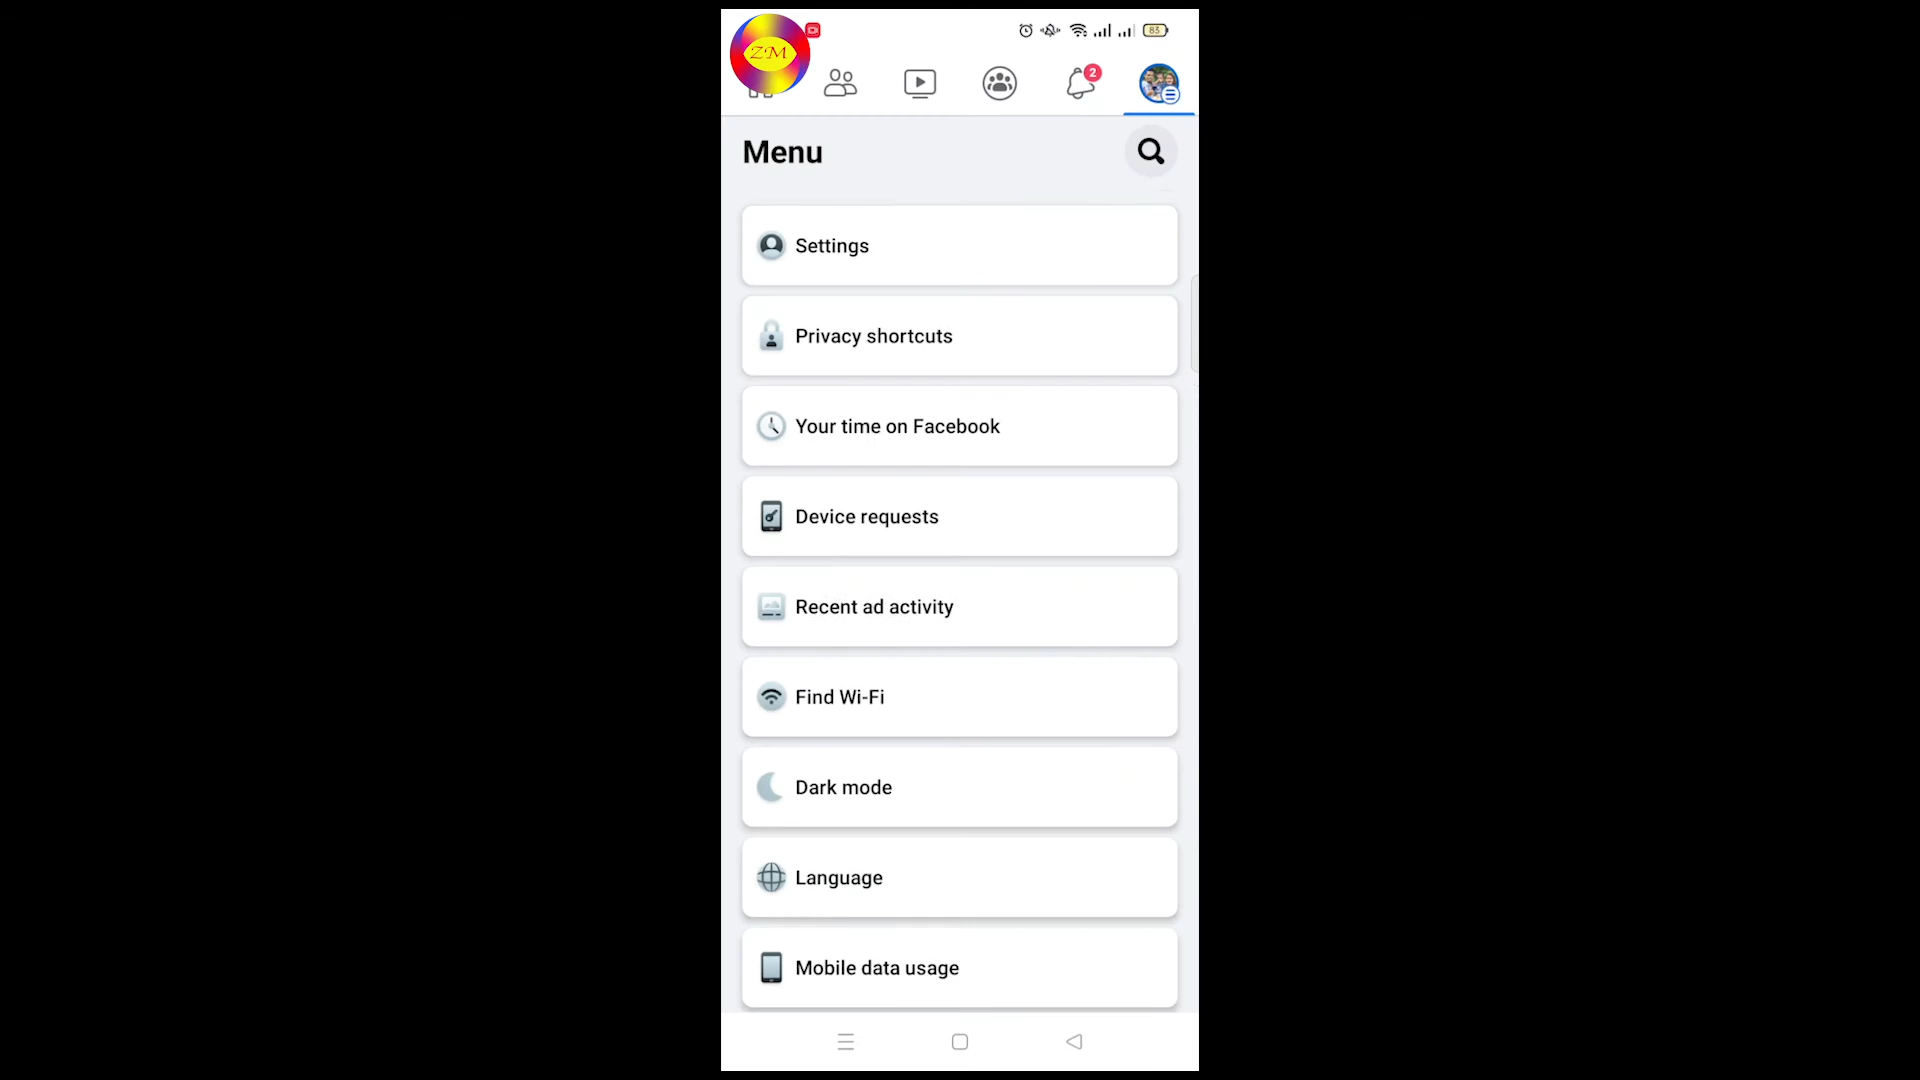 ZM
83
2
Menu
Settings
Privacy shortcuts
Your time on Facebook
Device requests
Recent ad activity
Find Wi-Fi
Dark mode
Language
Mobile data usage